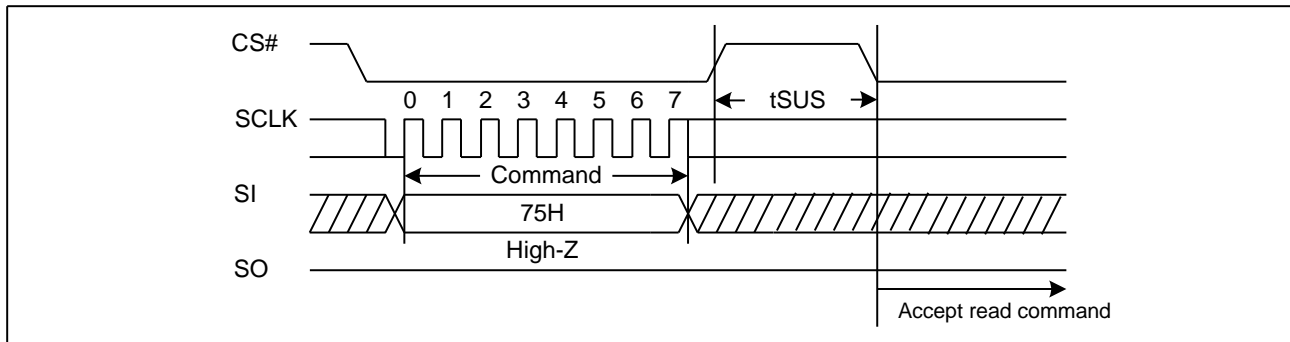 CS#
tSUS
0 1 2 3 4 5 6 7
SCLK
Command
SI
75H
High-Z
SO
Accept read command